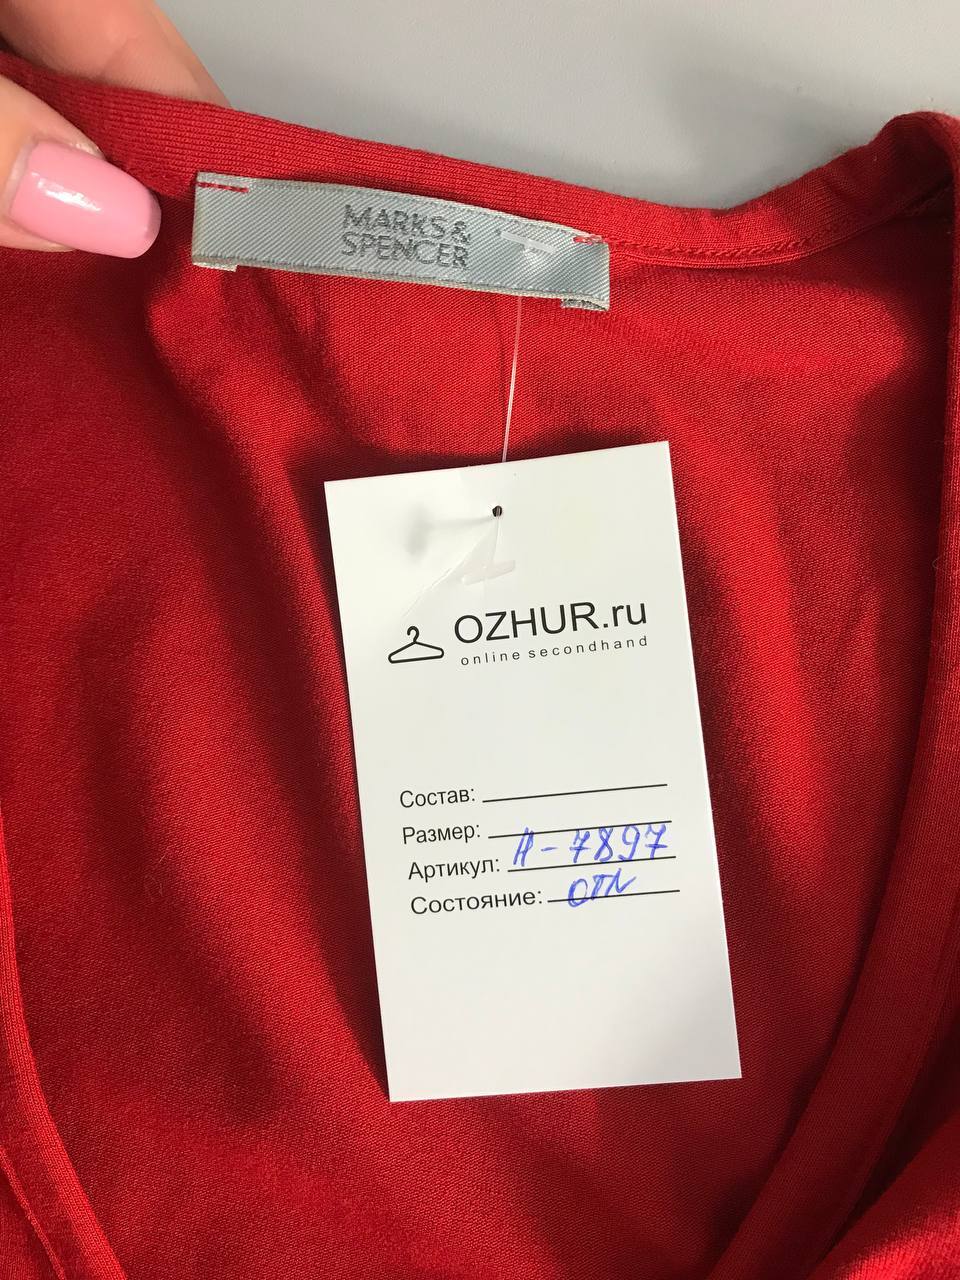 MARKS&
SPENCER
OZHUR.ru
online secondhand
Состав:
Размер:
Артикул: Н-7897
Состояние: отл